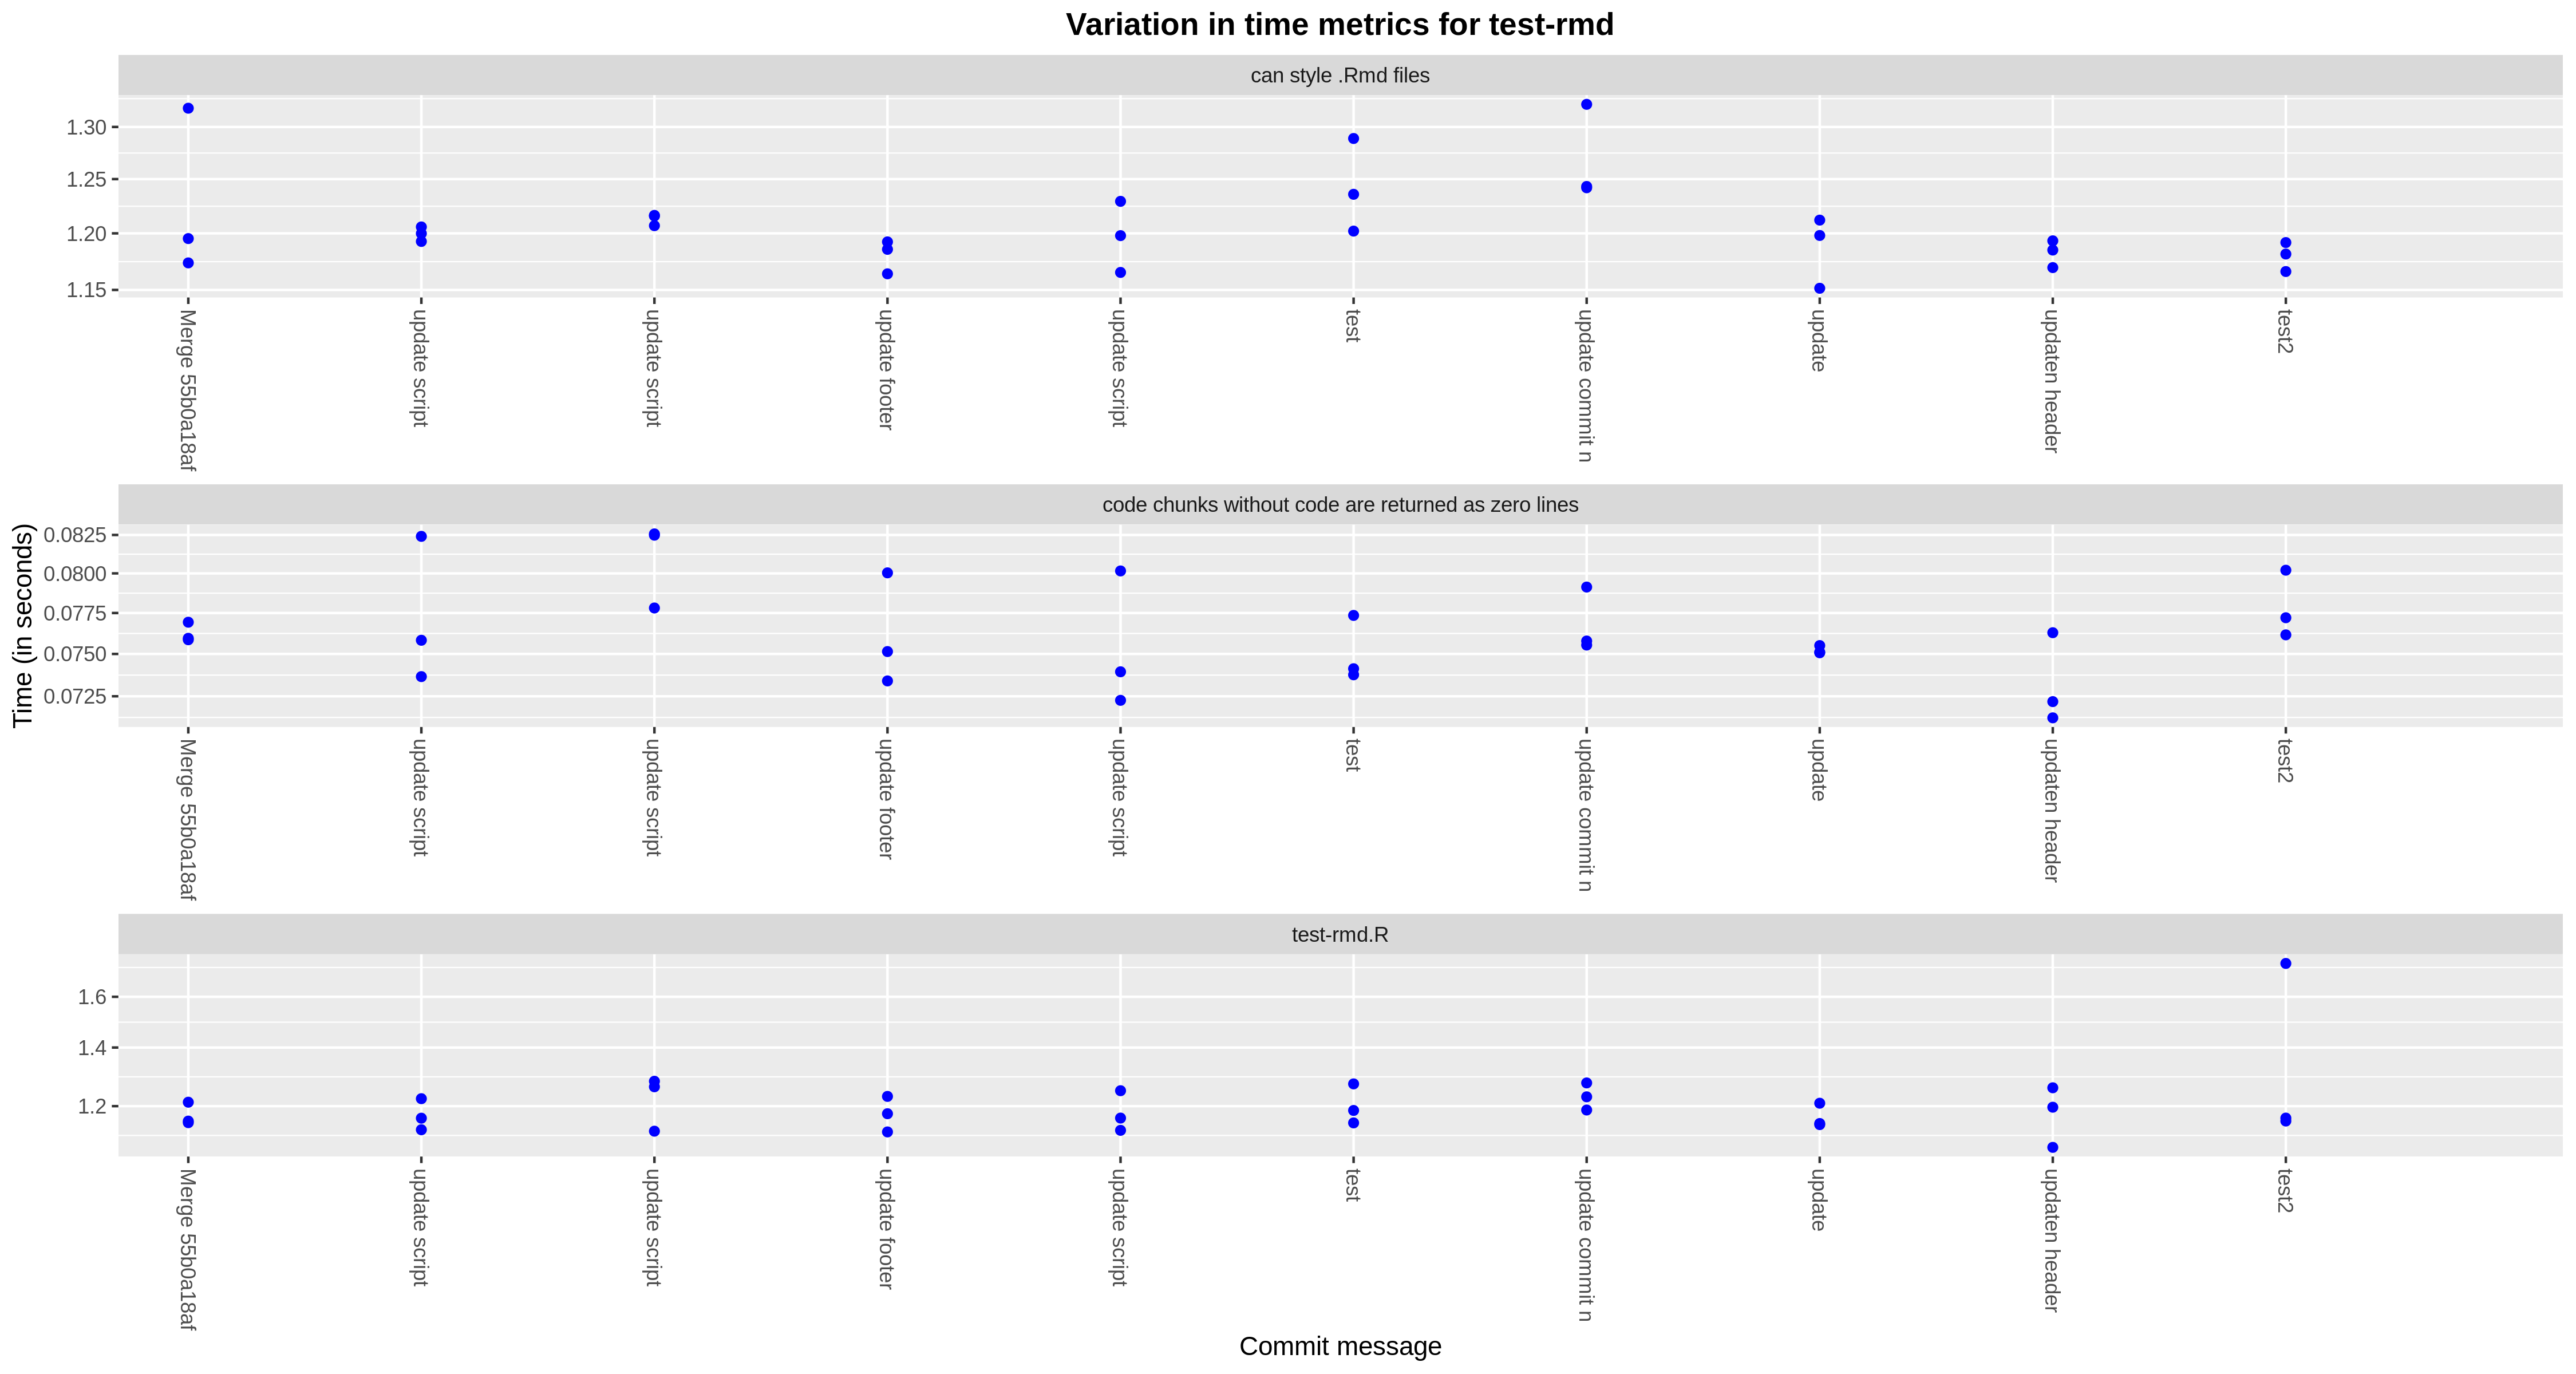 Variation in time metrics for test-rmd
can style .Rmd files
1.30
1.25
1.20
1.15
Merge 55b0a18af
update script
update script
update footer
update script
test
update commit n
update
updaten header
test2
Time (in seconds)
code chunks without code are returned as zero lines
0.0825
0.0800
0.0775
0.0750
0.0725
Merge 55b0a18af
update script
update script
update footer
update script
test
update commit n
update
updaten header
test2
test-rmd.R
1.6
1.4
1.2
Merge 55b0a18af
update script
update script
update footer
update script
test
update commit n
update
updaten header
test2
Commit message